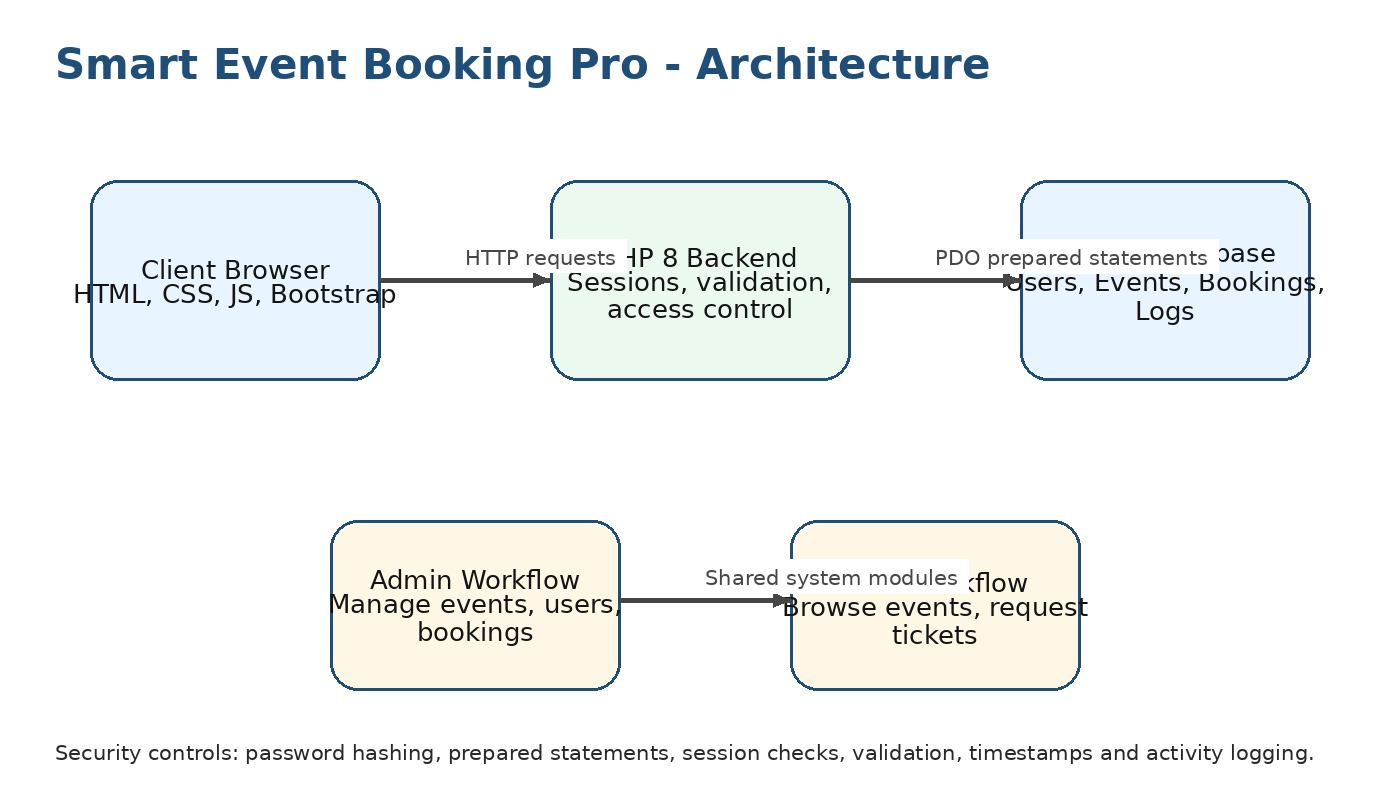 Smart Event Booking Pro - Architecture
Client Browser
HTML, CSS, JS, Bootstrap
HTTP requests
HP 8 Backend
Sessions, validation,
access control
PDO prepared statements
base
Users, Events, Bookings,
Logs
Admin Workflow
Manage events, users,
bookings
Shared system modules
kflow
Browse events, request
tickets
Security controls: password hashing, prepared statements, session checks, validation, timestamps and activity logging.